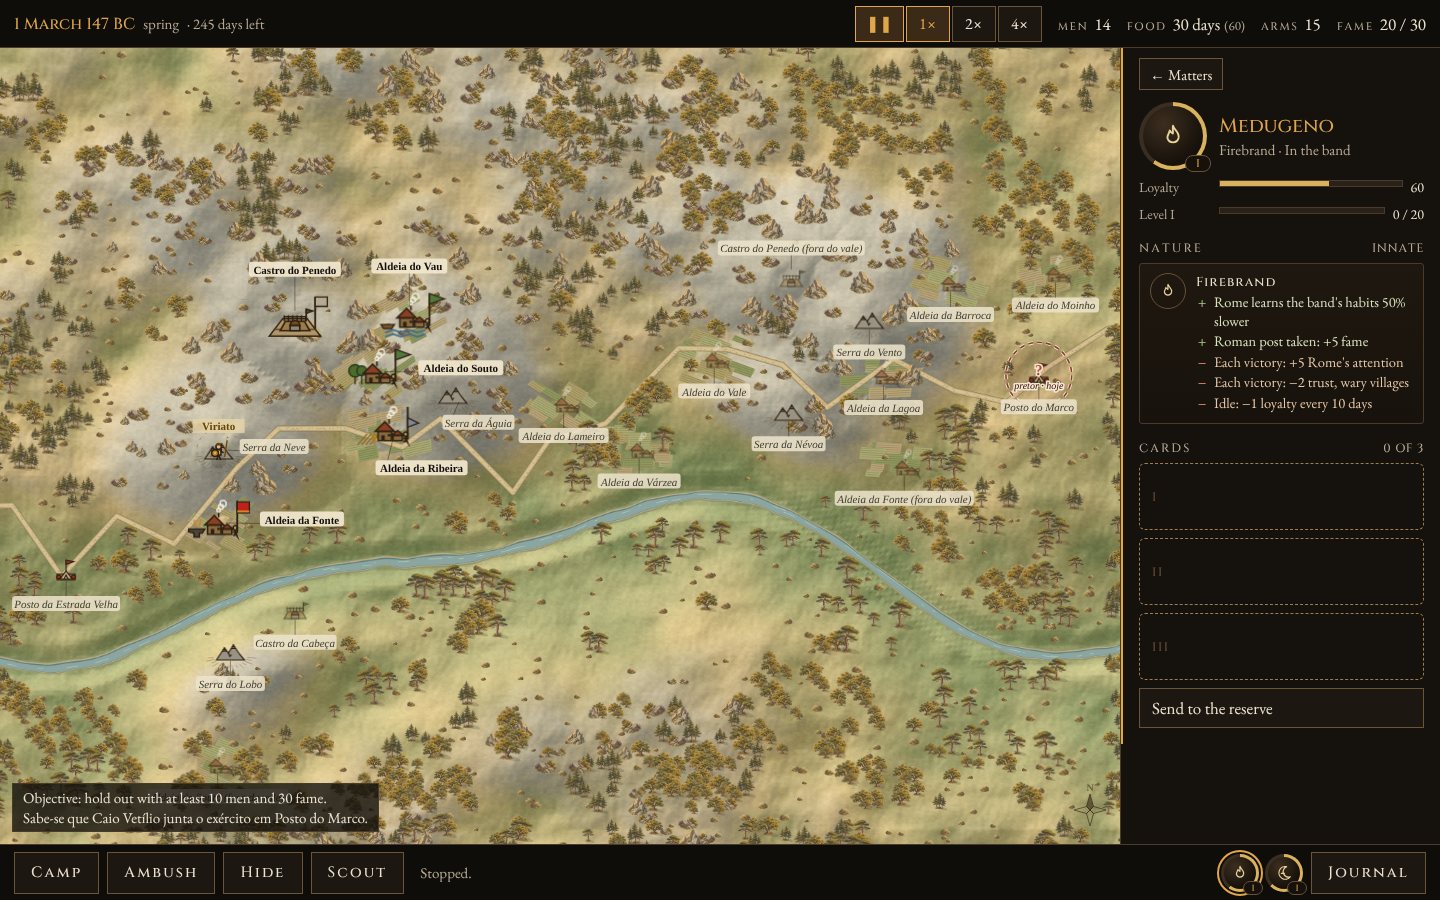 1 March 147 BC spring · 245 days left
1× 2× 4×
MEN 14 FOOD 30 days (60) ARMS 15 FAME 20 / 30
← Matters
Medugeno
Firebrand · In the band
I
Loyalty 60
Level I 0 / 20
NATURE INNATE
Firebrand
+ Rome learns the band's habits 50% slower
+ Roman post taken: +5 fame
– Each victory: +5 Rome's attention
– Each victory: −2 trust, wary villages
– Idle: −1 loyalty every 10 days
CARDS 0 OF 3
I
II
III
Send to the reserve
Castro do Penedo (fora do vale)
Castro do Penedo
Aldeia do Vau
Aldeia do Moinho
Aldeia da Barroca
Serra do Vento
Aldeia do Souto
?
pretor · hoje
Posto do Marco
Aldeia do Vale
Aldeia da Lagoa
Serra da Águia
Aldeia do Lameiro
Serra da Névoa
Viriato
Serra da Neve
Aldeia da Ribeira
Aldeia da Várzea
Aldeia da Fonte (fora do vale)
Aldeia da Fonte
Posto da Estrada Velha
Castro da Cabeça
Serra do Lobo
N
Objective: hold out with at least 10 men and 30 fame.
Sabe-se que Caio Vetílio junta o exército em Posto do Marco.
Camp
Ambush
Hide
Scout
Stopped.
I
I
Journal